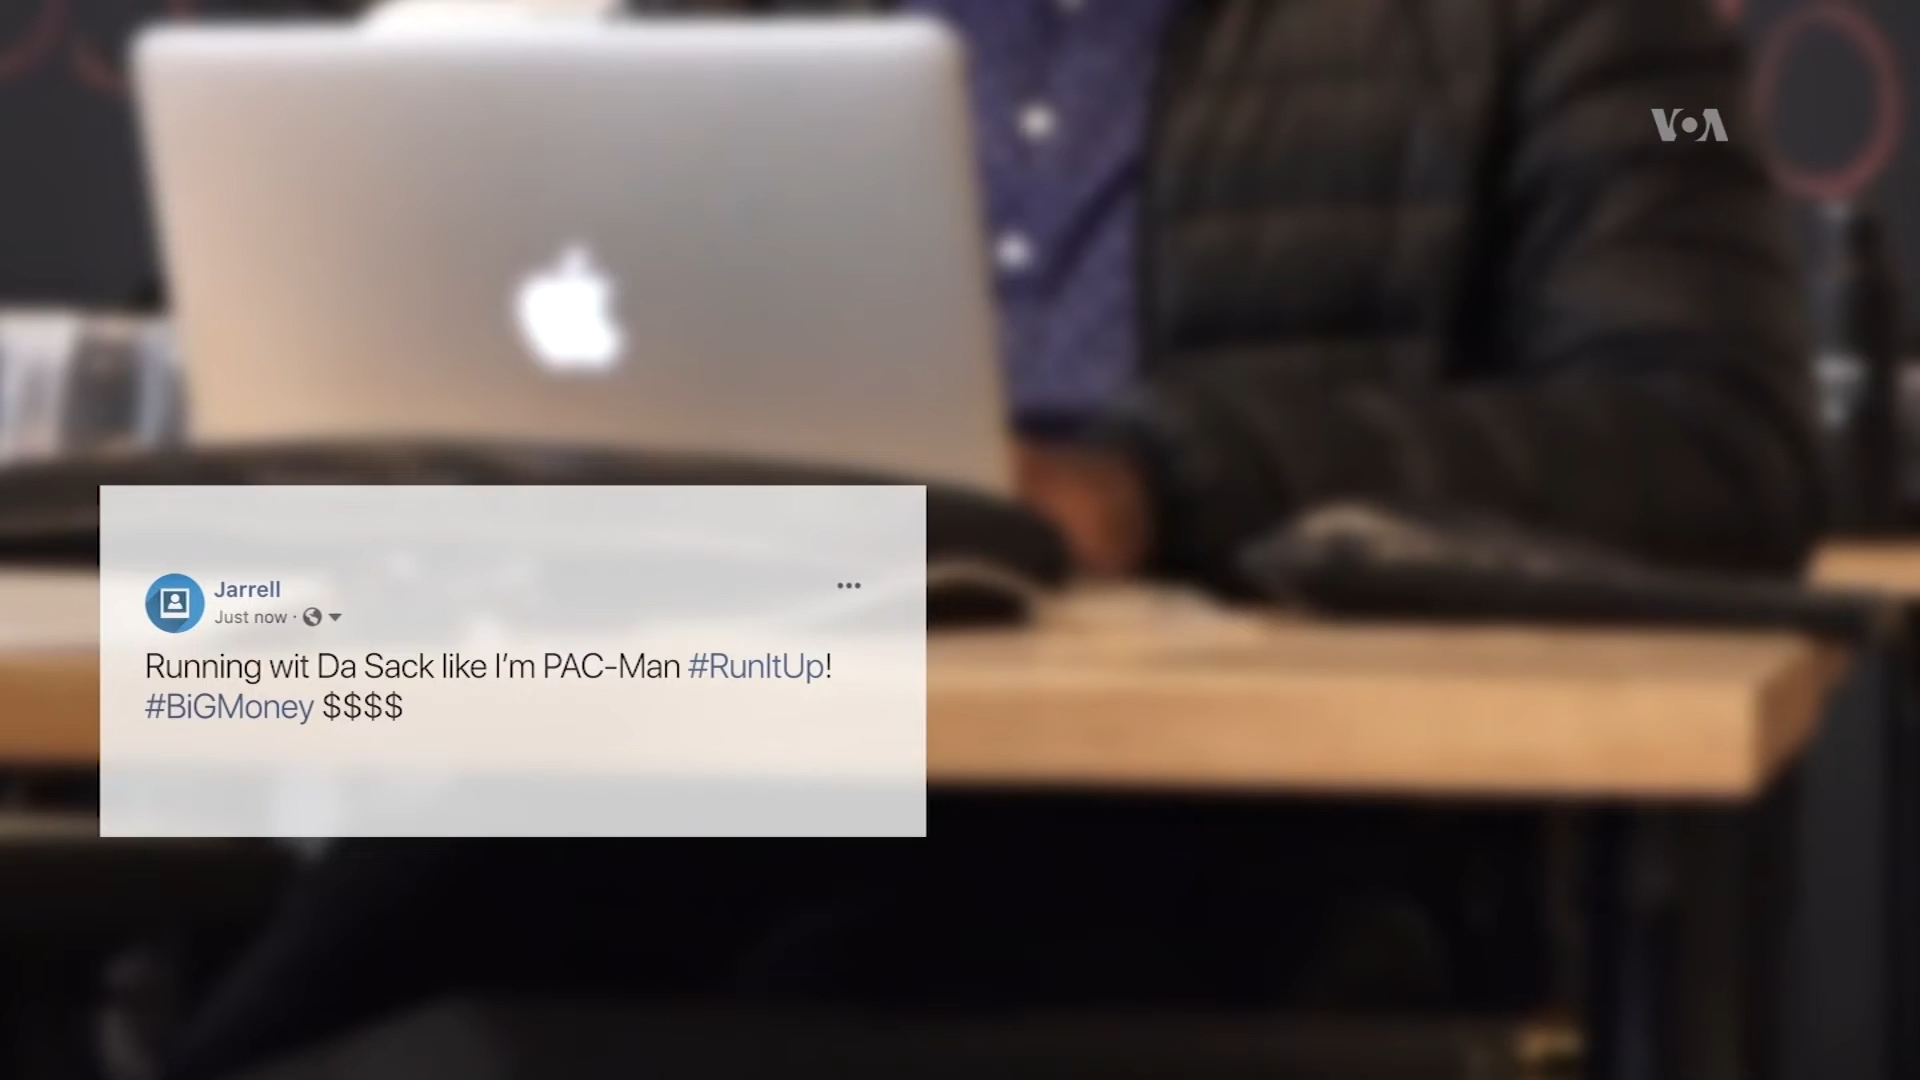 VOA
Jarrell
Just now ·
Running wit Da Sack like I'm PAC-Man #RunItUp!
#BiGMoney $$$$